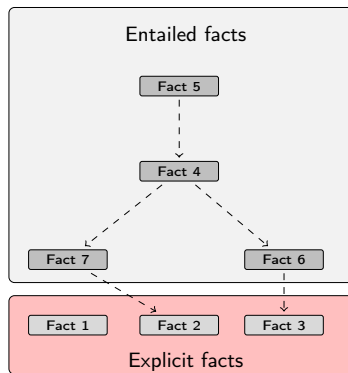 Entailed facts
Fact 5
Fact 4
Fact 7
Fact 6
Fact 1
Fact 2
Fact 3
Explicit facts